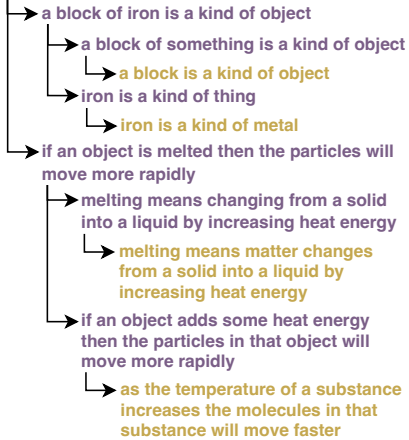 a block of iron is a kind of object
a block of something is a kind of object
a block is a kind of object
iron is a kind of thing
iron is a kind of metal
if an object is melted then the particles will
move more rapidly
melting means changing from a solid
into a liquid by increasing heat energy
melting means matter changes
from a solid into a liquid by
increasing heat energy
if an object adds some heat energy
then the particles in that object will
move more rapidly
as the temperature of a substance
increases the molecules in that
substance will move faster